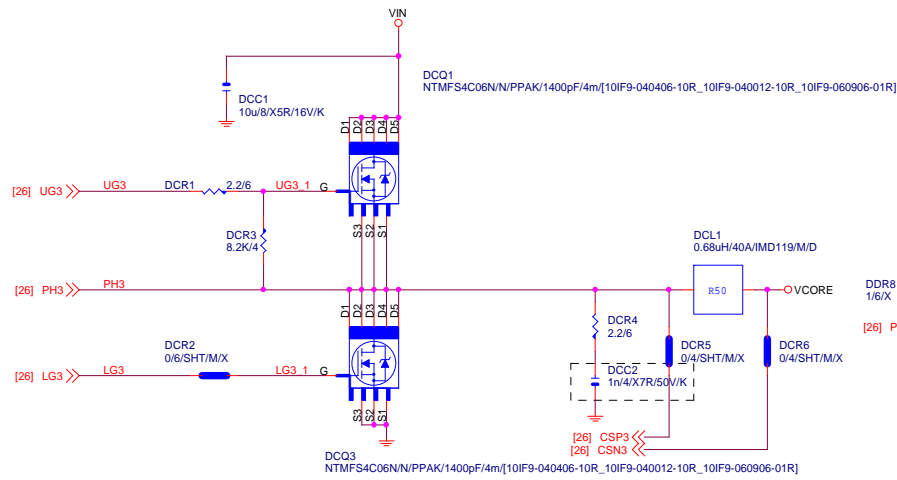 VIN
DCC1
10u/8/X5R/16V/K
DCQ1
NTMFS4C06N/N/PPAK/1400pF/4m/[10IF9-040406-10R_10IF9-040012-10R_10IF9-060906-01R]
D1
D2
D3
D4
D5
[26] UG3
UG3
DCR1
2.2/6
UG3_1
G
S3
S2
S1
DCR3
8.2K/4
[26] PH3
PH3
DCL1
0.68uH/40A/IMD119/M/D
R50
VCORE
DDR8
1/6/X
[26] P
D1
D2
D3
D4
D5
DCR4
2.2/6
DCR2
0/6/SHT/M/X
DCR5
0/4/SHT/M/X
DCR6
0/4/SHT/M/X
[26] LG3
LG3
LG3_1
G
S3
S2
S1
DCC2
1n/4/X7R/50V/K
[26] CSP3
[26] CSN3
DCQ3
NTMFS4C06N/N/PPAK/1400pF/4m/[10IF9-040406-10R_10IF9-040012-10R_10IF9-060906-01R]